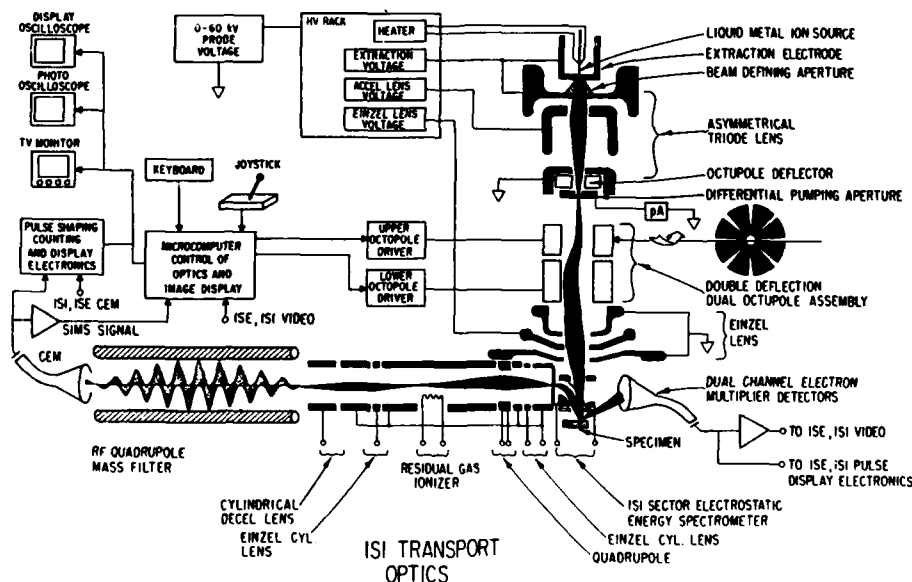 DISPLAY
OSCILLOSCOPE
PHOTO
OSCILLOSCOPE
TV MONITOR
0-60 kV
PROBE
VOLTAGE
HV RACK
HEATER
EXTRACTION
VOLTAGE
ACCEL LENS
VOLTAGE
EINZEL LENS
VOLTAGE
LIQUID METAL ION SOURCE
EXTRACTION ELECTRODE
BEAM DEFINING APERTURE
ASYMMETRICAL
TRIODE LENS
OCTUPOLE DEFLECTOR
DIFFERENTIAL PUMPING APERTURE
pA
KEYBOARD
JOYSTICK
PULSE SHAPING
COUNTING
AND DISPLAY
ELECTRONICS
MICROCOMPUTER
CONTROL OF
OPTICS AND
IMAGE DISPLAY
UPPER
OCTOPOLE
DRIVER
LOWER
OCTOPOLE
DRIVER
DOUBLE DEFLECTION
DUAL OCTUPOLE ASSEMBLY
ISI, ISE CEM
SIMS SIGNAL
ISE, ISI VIDEO
EINZEL
LENS
CEM
DUAL CHANNEL ELECTRON
MULTIPLIER DETECTORS
SPECIMEN
TO ISE, ISI VIDEO
TO ISE, ISI PULSE
DISPLAY ELECTRONICS
RF QUADRUPOLE
MASS FILTER
RESIDUAL GAS
IONIZER
CYLINDRICAL
DECEL LENS
EINZEL CYL.
LENS
ISI SECTOR ELECTROSTATIC
ENERGY SPECTROMETER
EINZEL CYL. LENS
QUADRUPOLE
ISI TRANSPORT
OPTICS